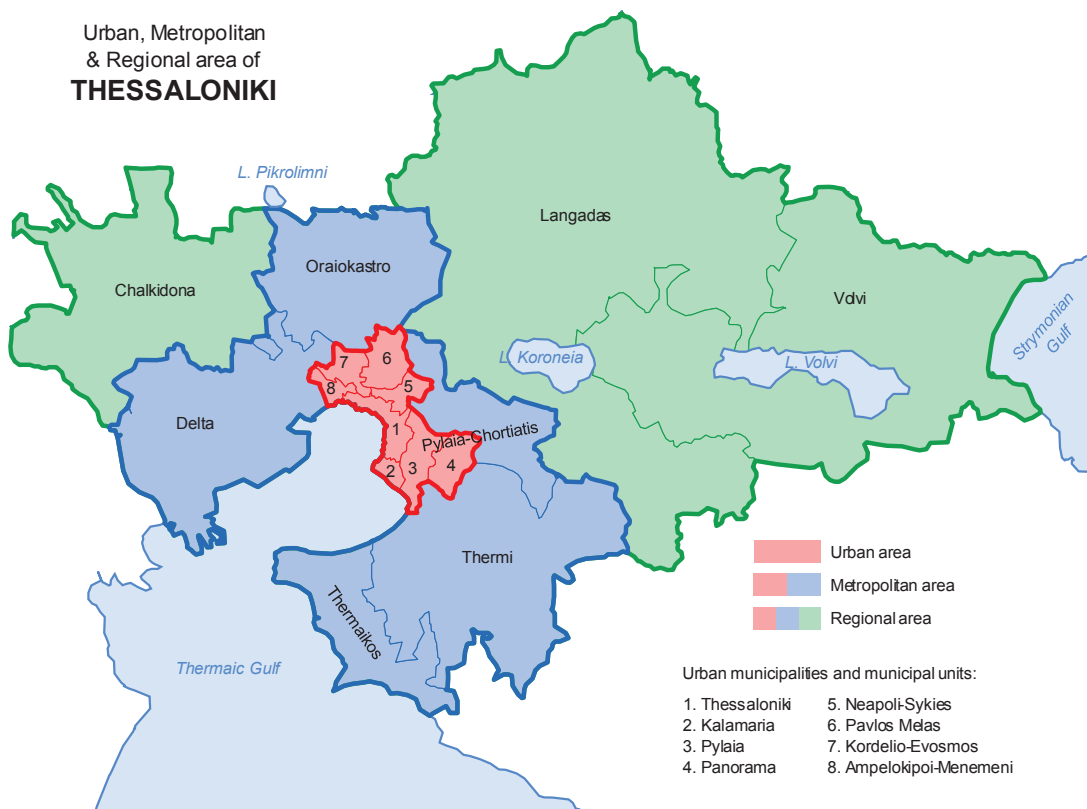 Urban, Metropolitan
& Regional area of
THESSALONIKI
L. Pikrolimni
Langadas
Oraiokastro
Chalkidona
Volvi
Strymonian
Gulf
L. Koroneia
L. Volvi
6
7
5
8
Delta
1
Pylaia-Chortiatis
2
3
4
Thermi
Thermaikos
Thermaic Gulf
Urban area
Metropolitan area
Regional area
Urban municipalities and municipal units:
1. Thessaloniki
2. Kalamaria
3. Pylaia
4. Panorama
5. Neapoli-Sykies
6. Pavlos Melas
7. Kordelio-Evosmos
8. Ampelokipoi-Menemeni